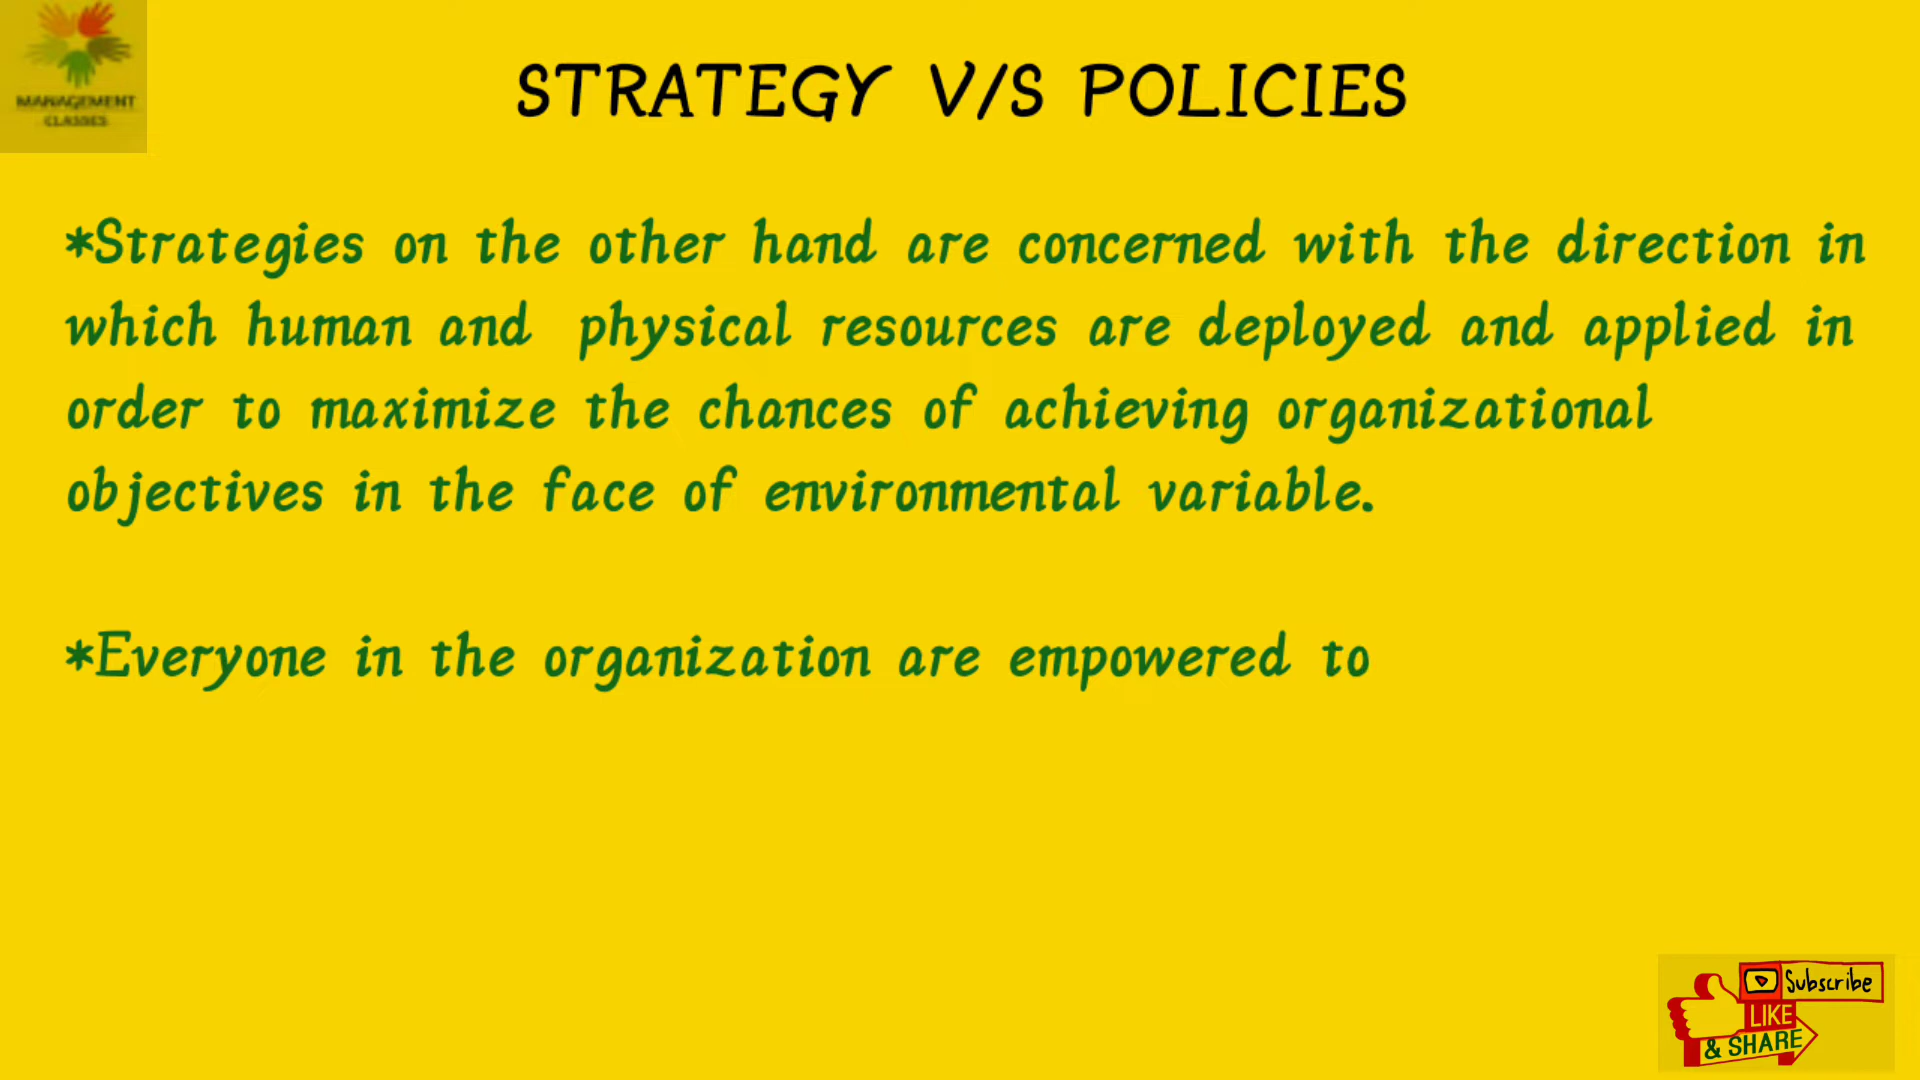 MANAGEMENT
CLASSES
STRATEGY V/S POLICIES
*Strategies on the other hand are concerned with the direction in
which human and physical resources are deployed and applied in
order to maximize the chances of achieving organizational
objectives in the face of environmental variable.
*Everyone in the organization are empowered to
Subscribe
LIKE
& SHARE